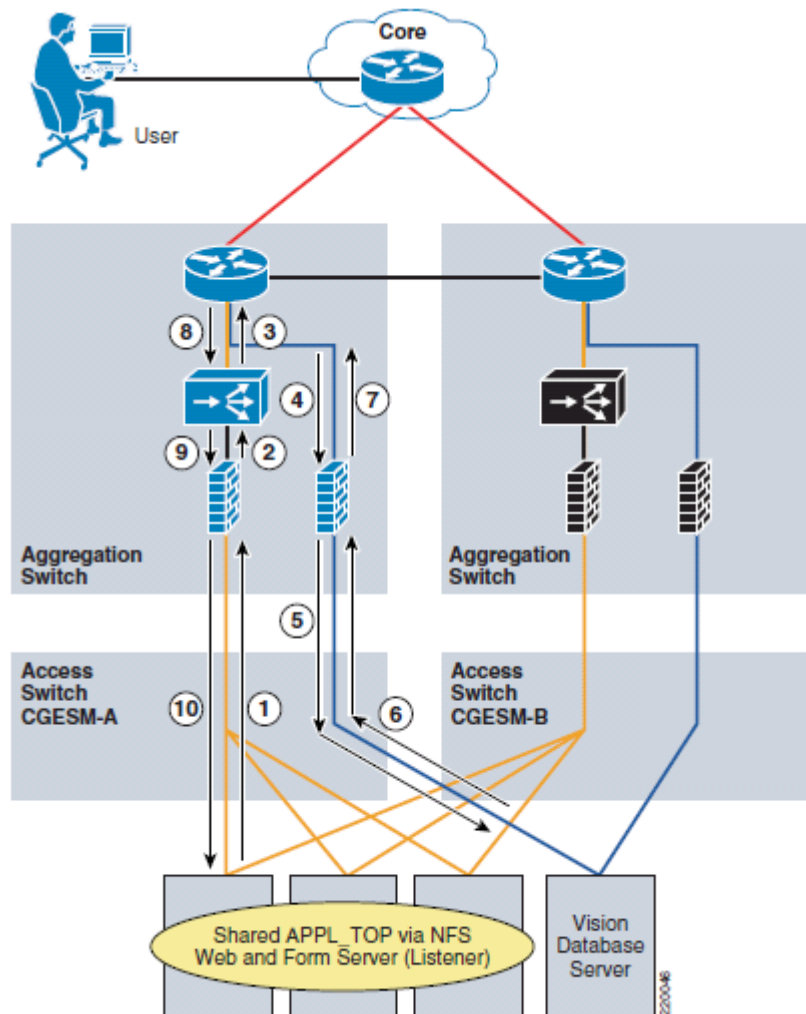 Core
User
8
3
4
7
9
2
Aggregation
Switch
Aggregation
Switch
5
Access
Switch
CGESM-A
Access
Switch
CGESM-B
10
1
6
Shared APPL_TOP via NFS
Web and Form Server (Listener)
Vision
Database
Server
220046